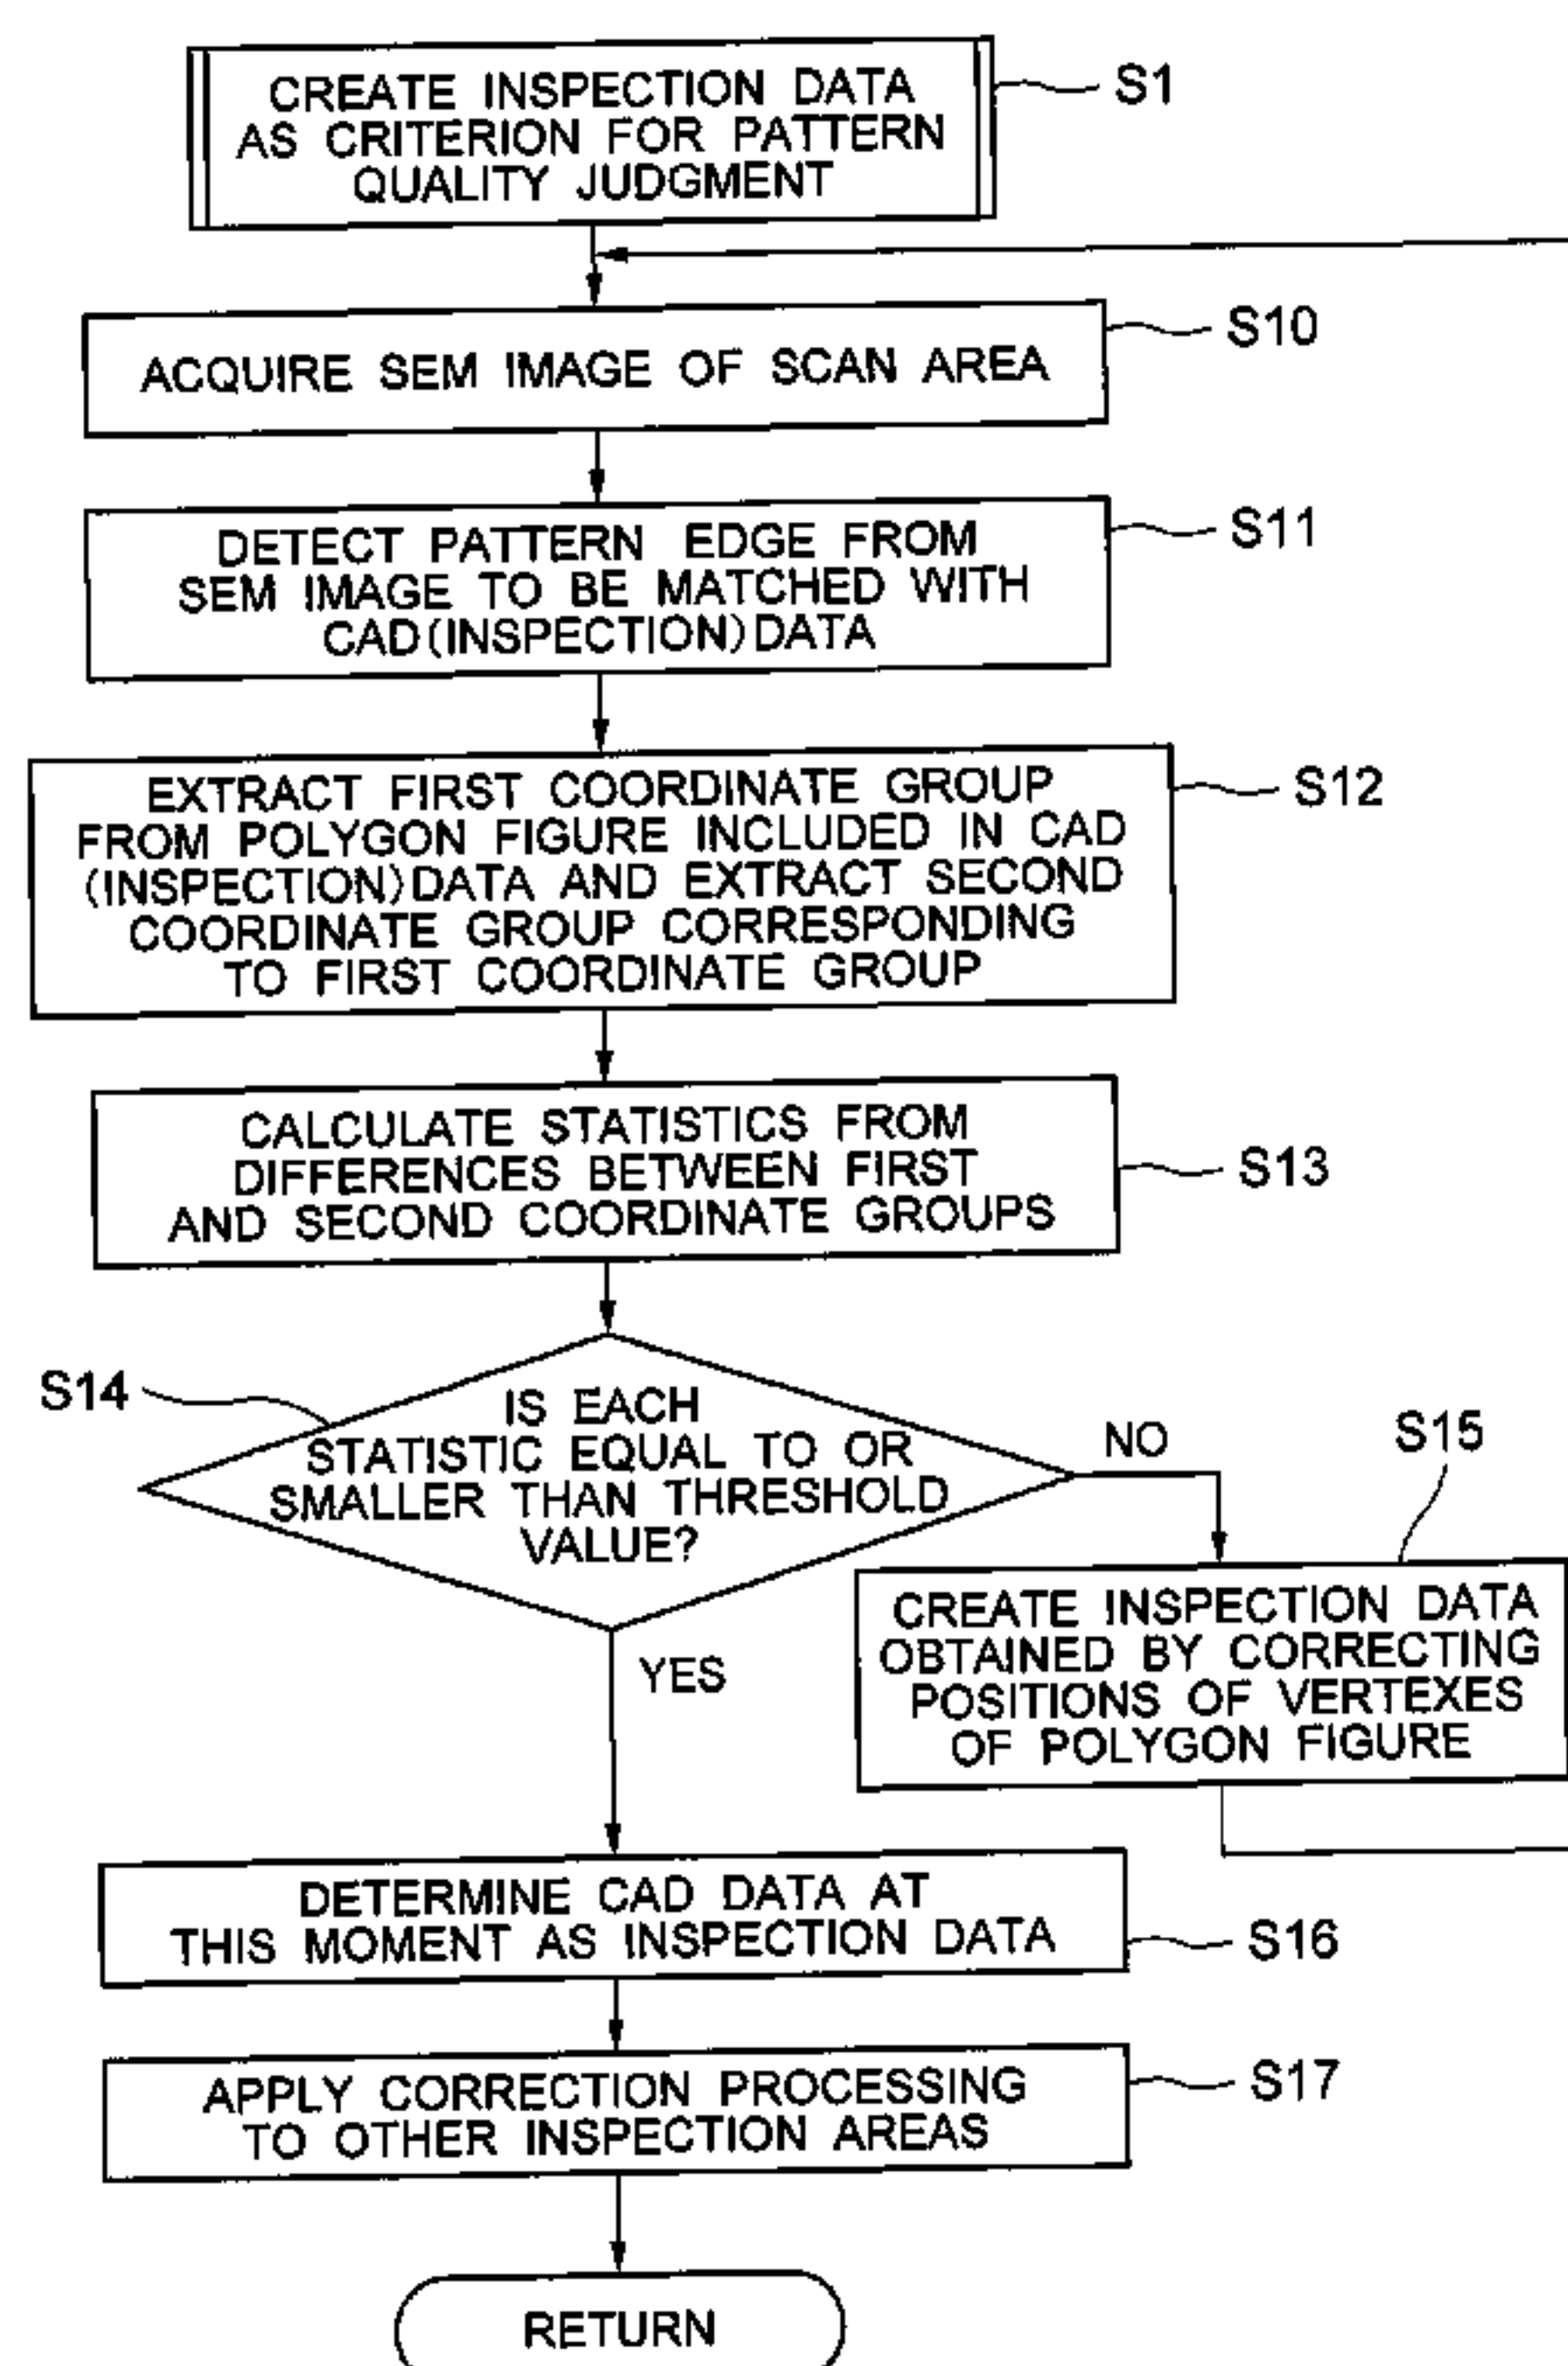 CREATE INSPECTION DATA
AS CRITERION FOR PATTERN
QUALITY JUDGMENT
S1
ACQUIRE SEM IMAGE OF SCAN AREA
S10
DETECT PATTERN EDGE FROM
SEM IMAGE TO BE MATCHED WITH
CAD(INSPECTION)DATA
S11
EXTRACT FIRST COORDINATE GROUP
FROM POLYGON FIGURE INCLUDED IN CAD
(INSPECTION)DATA AND EXTRACT SECOND
COORDINATE GROUP CORRESPONDING
TO FIRST COORDINATE GROUP
S12
CALCULATE STATISTICS FROM
DIFFERENCES BETWEEN FIRST
AND SECOND COORDINATE GROUPS
S13
S14
IS EACH
STATISTIC EQUAL TO OR
SMALLER THAN THRESHOLD
VALUE?
NO
YES
S15
CREATE INSPECTION DATA
OBTAINED BY CORRECTING
POSITIONS OF VERTEXES
OF POLYGON FIGURE
DETERMINE CAD DATA AT
THIS MOMENT AS INSPECTION DATA
S16
APPLY CORRECTION PROCESSING
TO OTHER INSPECTION AREAS
S17
RETURN